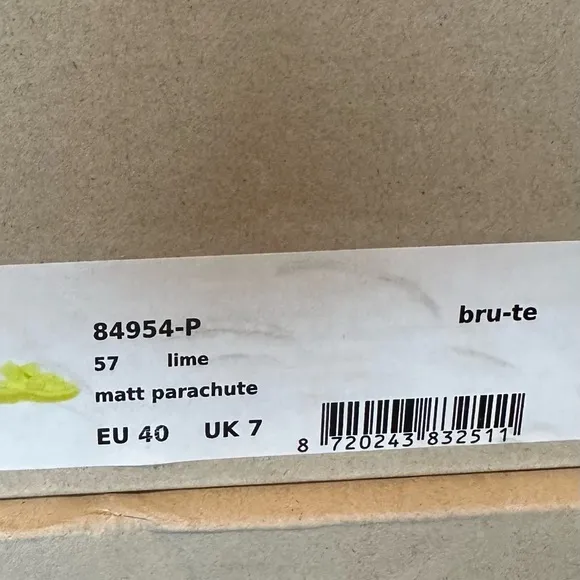 84954-P
bru-te
57 lime
matt parachute
EU 40 UK 7
8 720243 832511